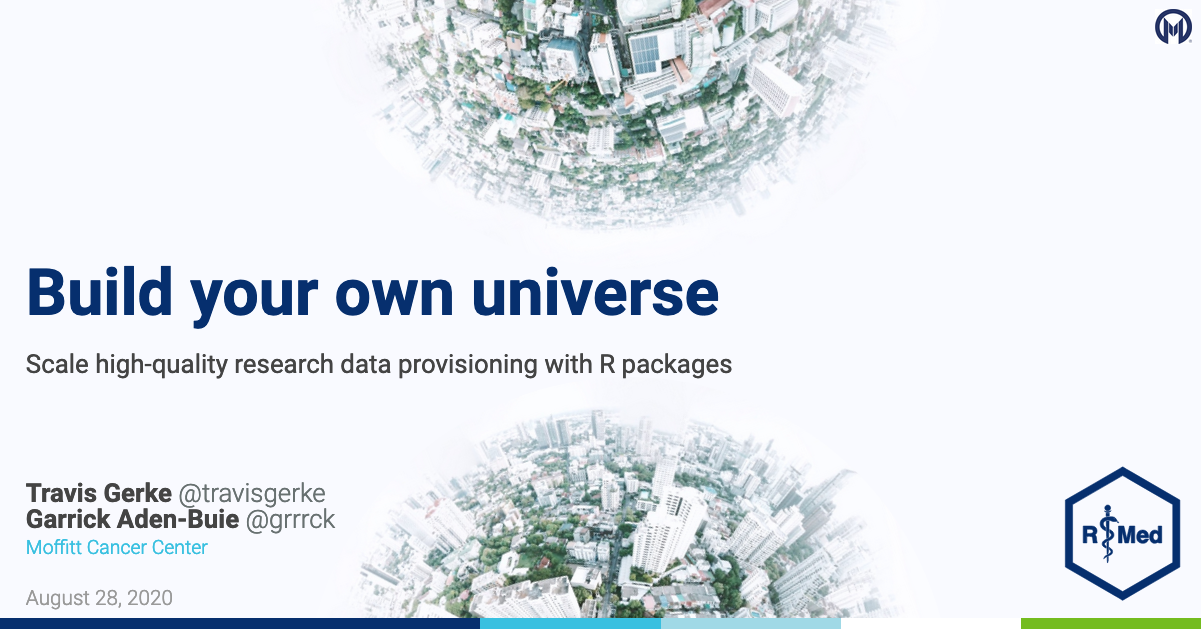 Build your own universe
Scale high-quality research data provisioning with R packages
Travis Gerke @travisgerke
Garrick Aden-Buie @grrrck
Moffitt Cancer Center
August 28, 2020
R Med